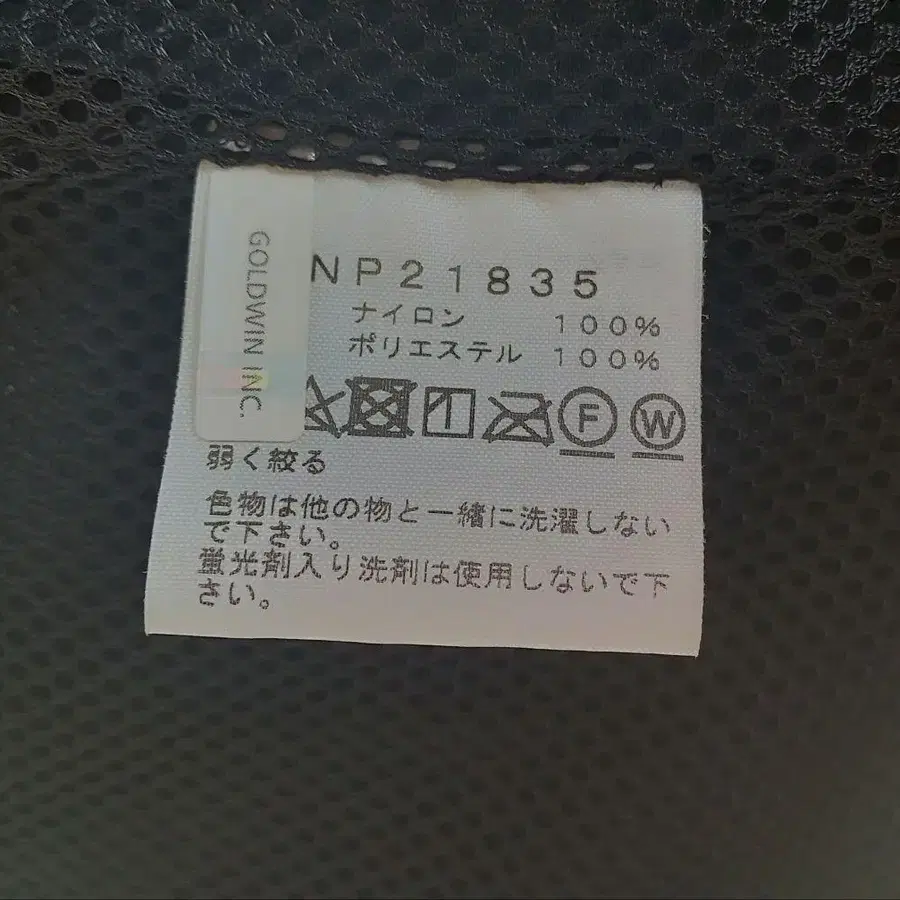 GOLDWIN INC.
NP21835
ナイロン 100%
ポリエステル 100%
F W
弱く絞る
色物は他の物と一緒に洗濯しない
で下さい。
蛍光剤入り洗剤は使用しないで下
さい。